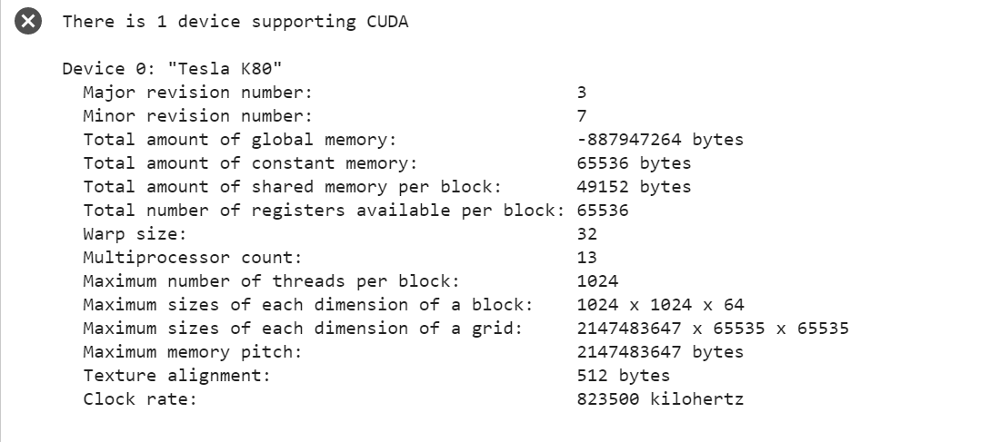 There is 1 device supporting CUDA
Device 0: "Tesla K80"
Major revision number: 3
Minor revision number: 7
Total amount of global memory: -887947264 bytes
Total amount of constant memory: 65536 bytes
Total amount of shared memory per block: 49152 bytes
Total number of registers available per block: 65536
Warp size: 32
Multiprocessor count: 13
Maximum number of threads per block: 1024
Maximum sizes of each dimension of a block: 1024 x 1024 x 64
Maximum sizes of each dimension of a grid: 2147483647 x 65535 x 65535
Maximum memory pitch: 2147483647 bytes
Texture alignment: 512 bytes
Clock rate: 823500 kilohertz